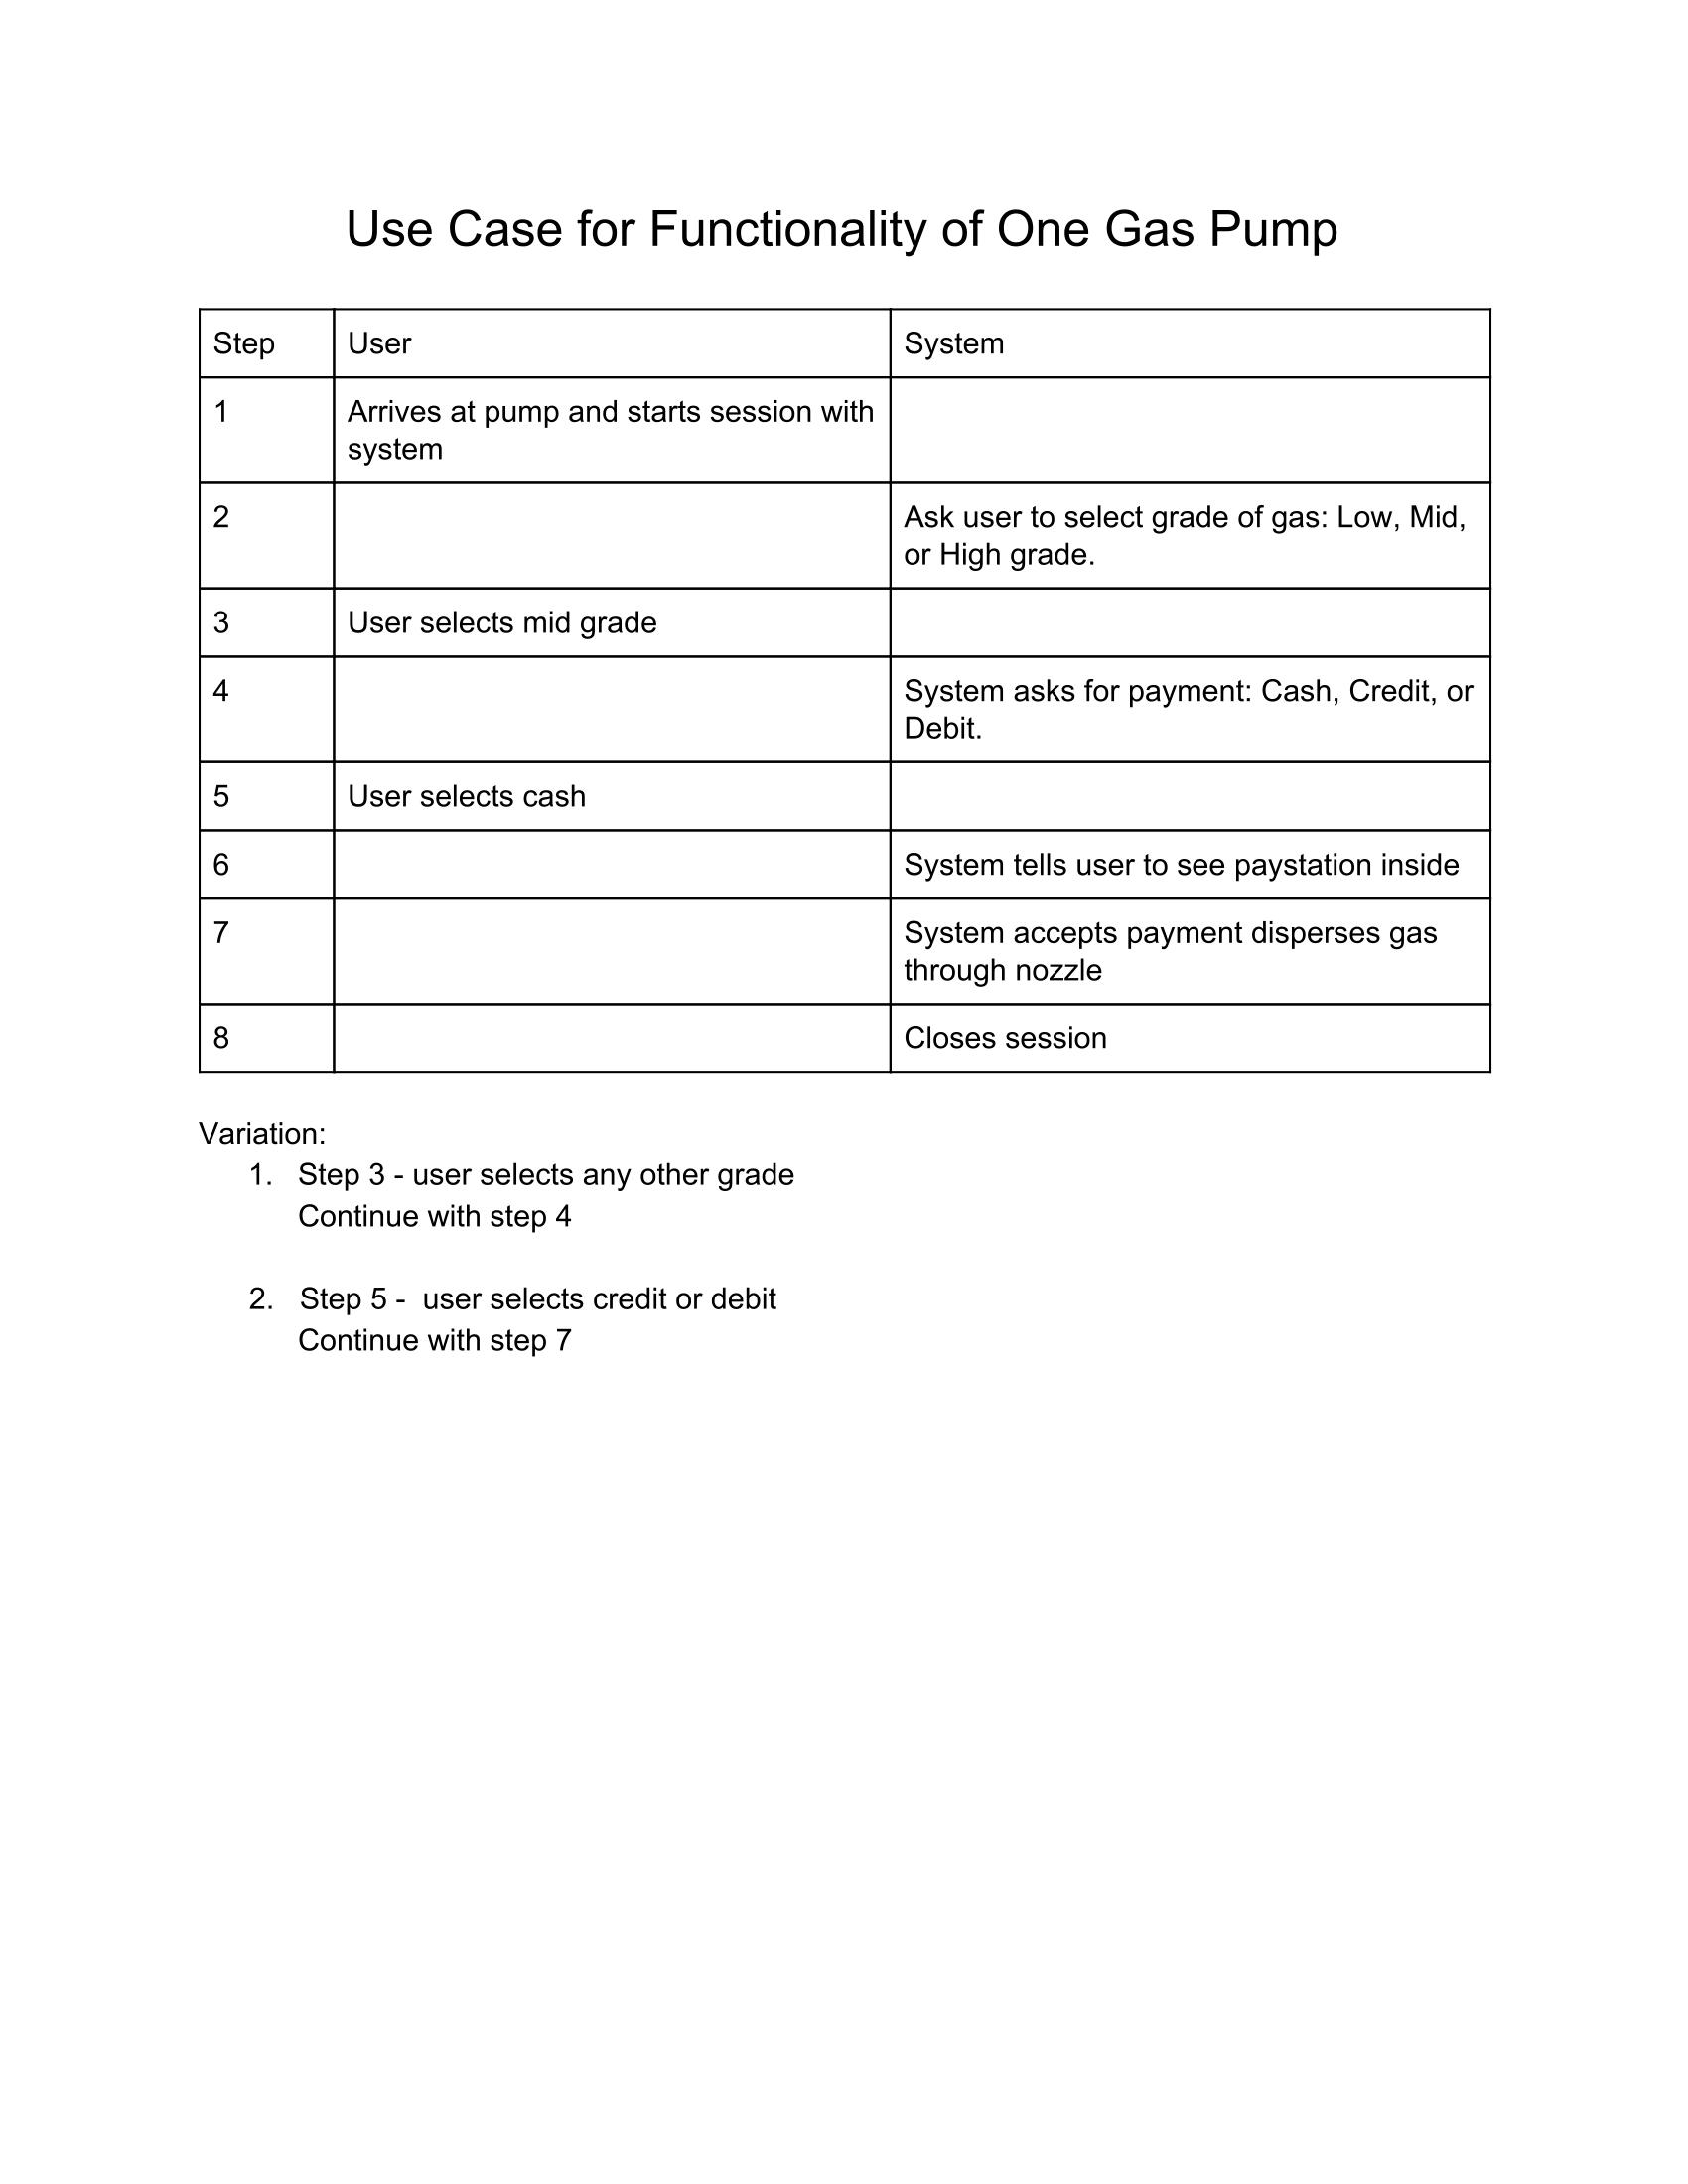 Use Case for Functionality of One Gas Pump
Step User System
1 Arrives at pump and starts session with
system
2 Ask user to select grade of gas: Low, Mid,
or High grade.
3 User selects mid grade
4 System asks for payment: Cash, Credit, or
Debit.
5 User selects cash
6 System tells user to see paystation inside
7 System accepts payment disperses gas
through nozzle
8 Closes session
Variation:
1. Step 3 - user selects any other grade
Continue with step 4
2. Step 5 -  user selects credit or debit
Continue with step 7